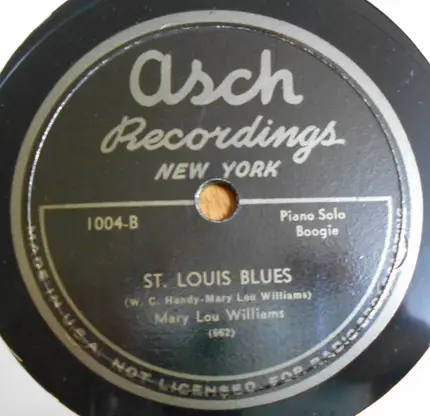 asch
Recordings
NEW YORK
1004-B
Piano Solo
Boogie
ST. LOUIS BLUES
(W. C. Handy-Mary Lou Williams)
Mary Lou Williams
(662)
MADE IN U.S.A. NOT LICENSED FOR RADIO BROADCASTING